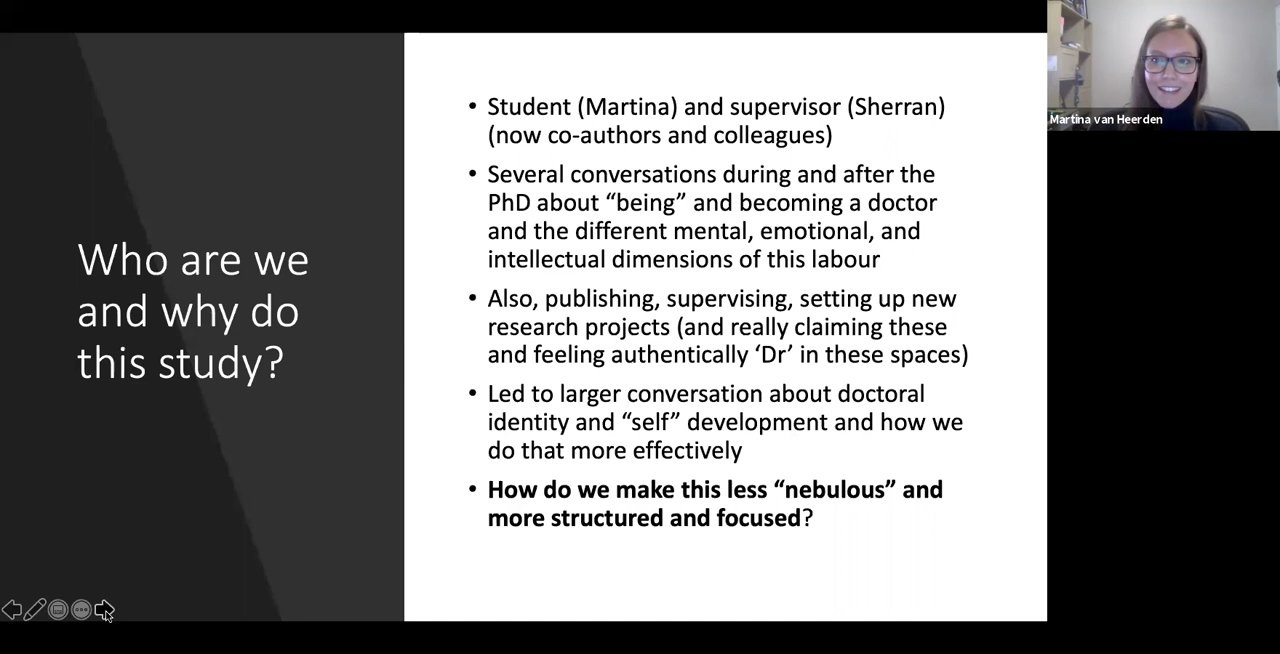 Who are we
and why do
this study?
• Student (Martina) and supervisor (Sherran)
(now co-authors and colleagues)
• Several conversations during and after the
PhD about “being” and becoming a doctor
and the different mental, emotional, and
intellectual dimensions of this labour
• Also, publishing, supervising, setting up new
research projects (and really claiming these
and feeling authentically ‘Dr’ in these spaces)
• Led to larger conversation about doctoral
identity and “self” development and how we
do that more effectively
• How do we make this less “nebulous” and
more structured and focused?
Martina van Heerden